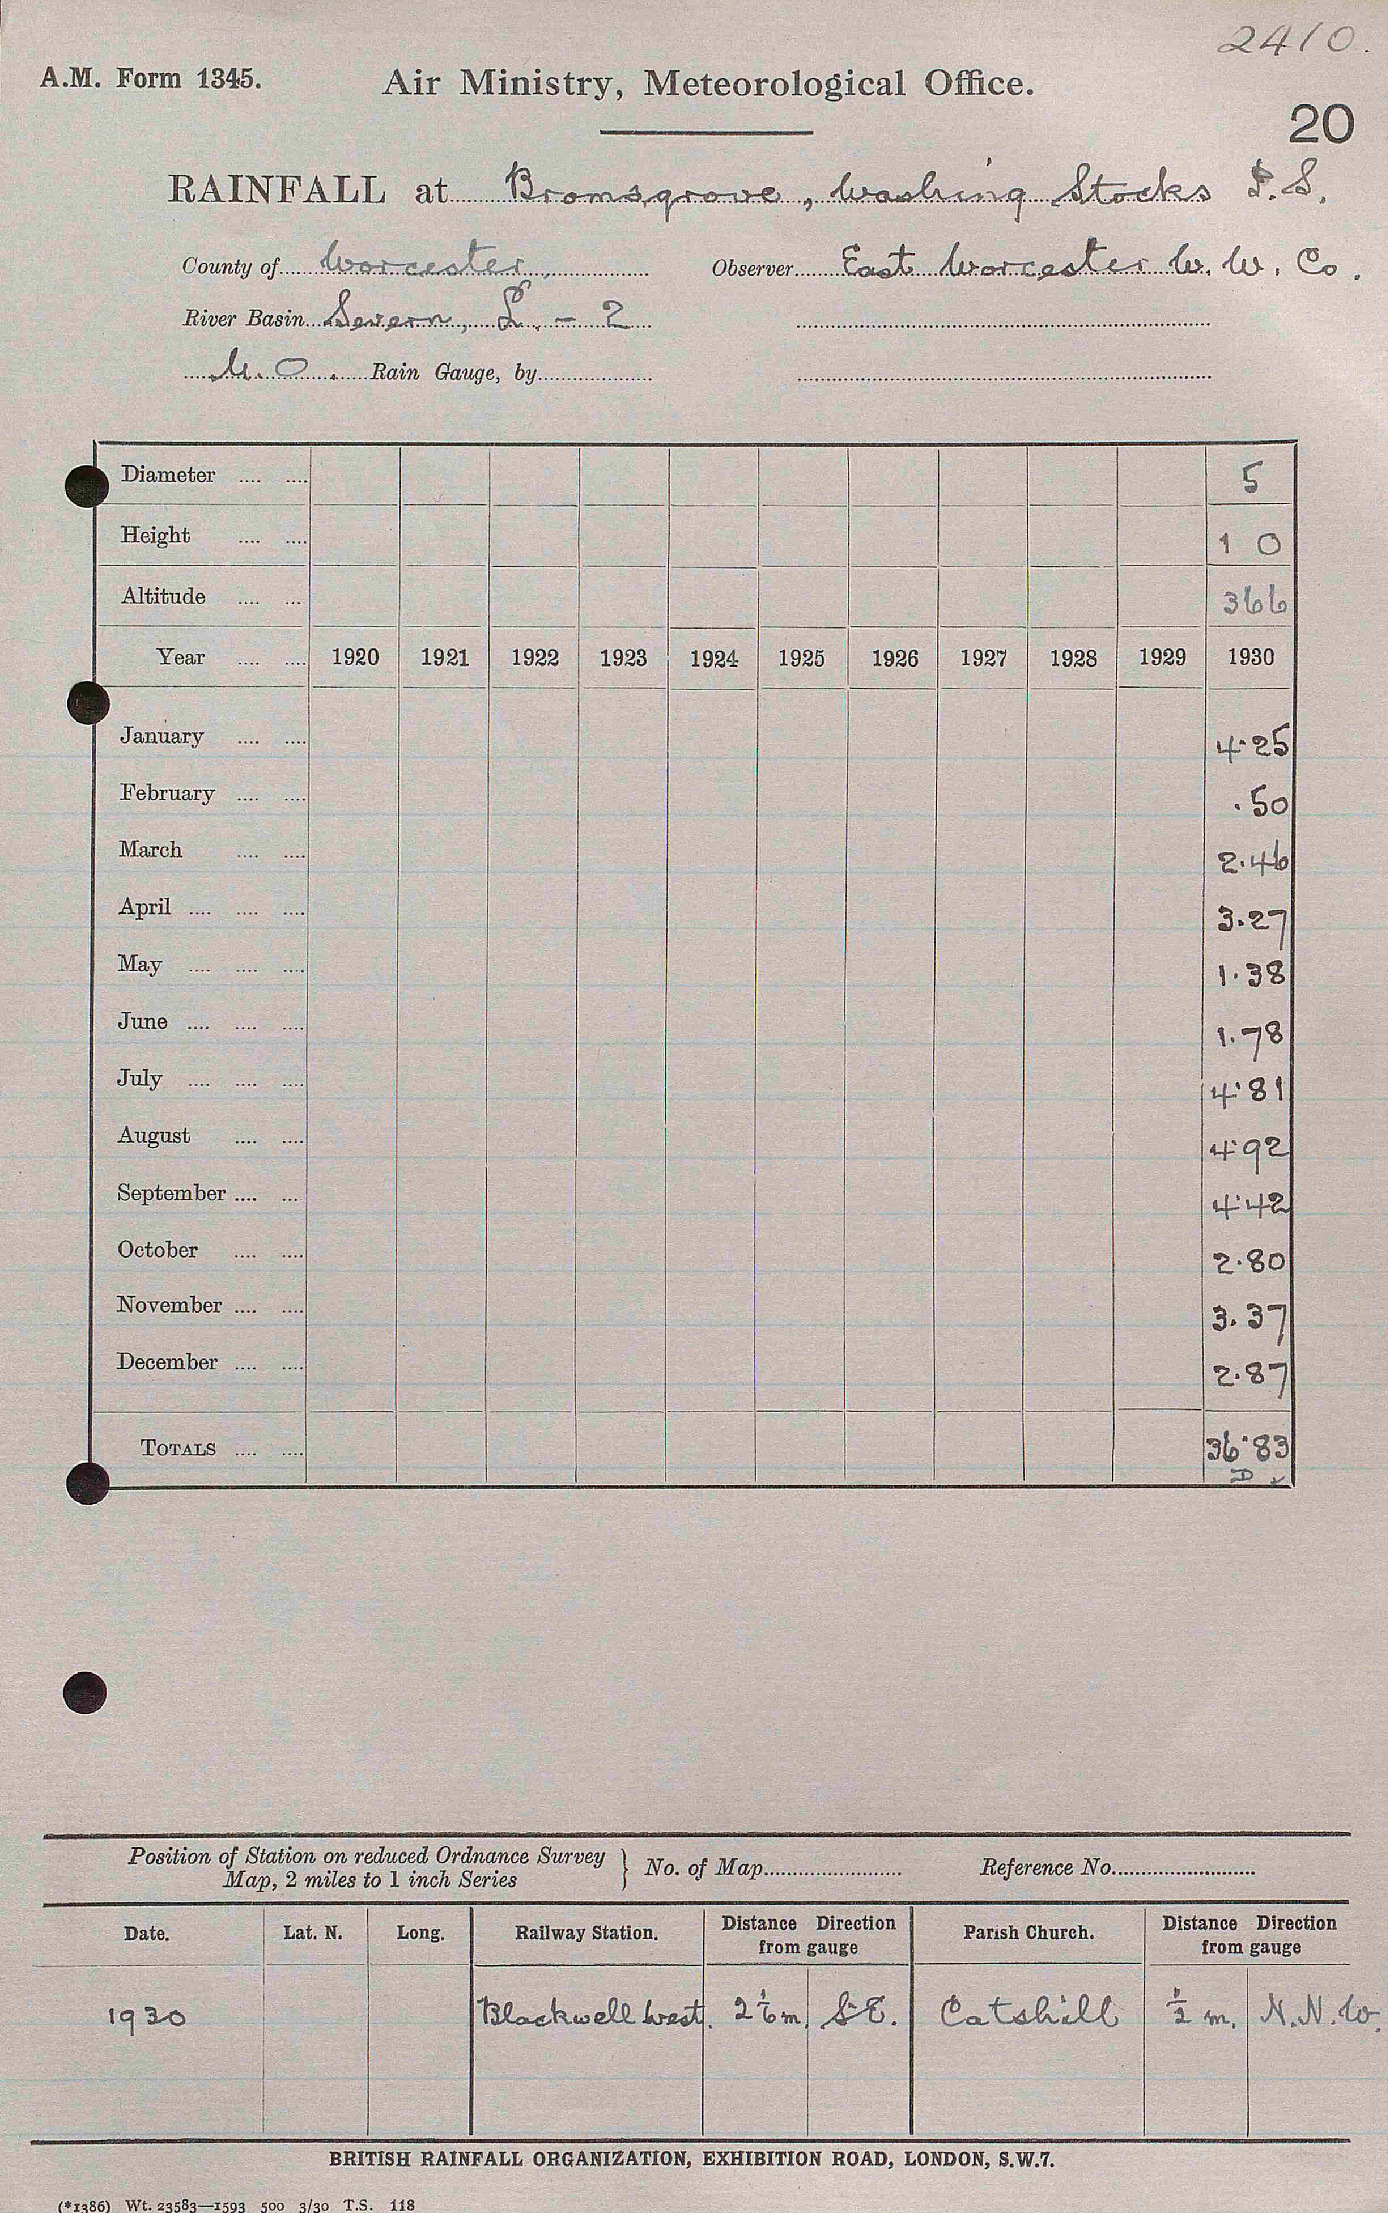 2410.
A.M. Form 1345. Air Ministry, Meteorological Office.
20
RAINFALL at Bromsgrove, Washing Stocks P.S.
County of Worcester. Observer East Worcester W. W. Co.
River Basin Severn, L. - 2
M.O. Rain Gauge, by
Diameter .... .... 5
Height .... .... 1 0
Altitude .... ... 366
Year .... .... 1920 1921 1922 1923 1924 1925 1926 1927 1928 1929 1930
January .... .... 4.25
February .... .... .50
March .... .... 2.46
April .... .... .... 3.27
May .... .... .... 1.38
June .... .... .... 1.78
July .... .... .... 4.81
August .... .... 4.92
September .... ... 4.42
October .... .... 2.80
November .... .... 3.37
December .... .... 2.87
TOTALS .... .... 36.83
D
Position of Station on reduced Ordnance Survey
Map, 2 miles to 1 inch Series } No. of Map Reference No.
Date. Lat. N. Long. Railway Station. Distance Direction from gauge Parish Church. Distance Direction from gauge
1930 Blackwell West. 2 1/6 m. S.E. Catshill 1/2 m. N.N.W.
BRITISH RAINFALL ORGANIZATION, EXHIBITION ROAD, LONDON, S.W.7.
(*1386) Wt. 23583—1593 500 3/30 T.S. 118